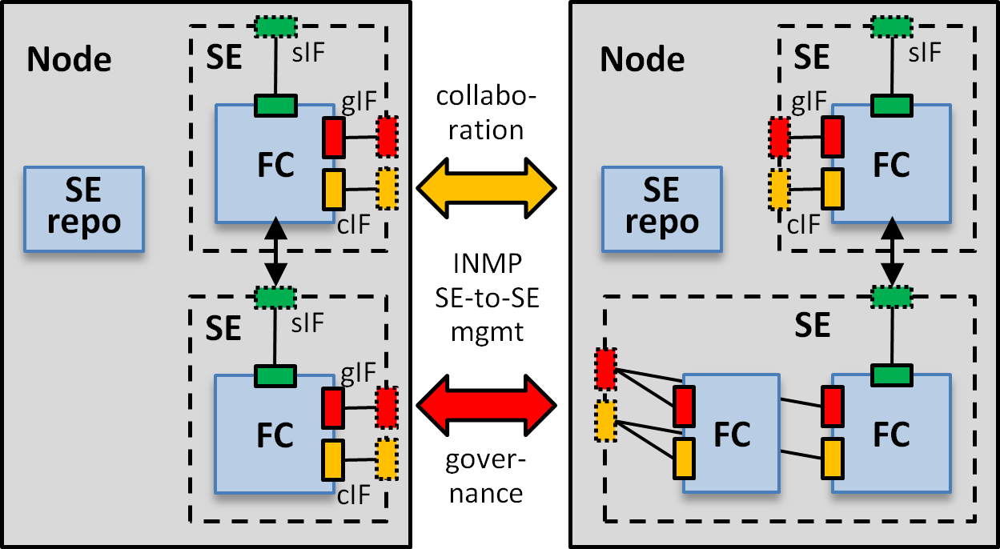 Node
SE
sIF
gIF
FC
cIF
SE
repo
SE
sIF
gIF
FC
cIF
collabo-
ration
INMP
SE-to-SE
mgmt
gover-
nance
Node
SE
sIF
gIF
FC
cIF
SE
repo
SE
FC
FC